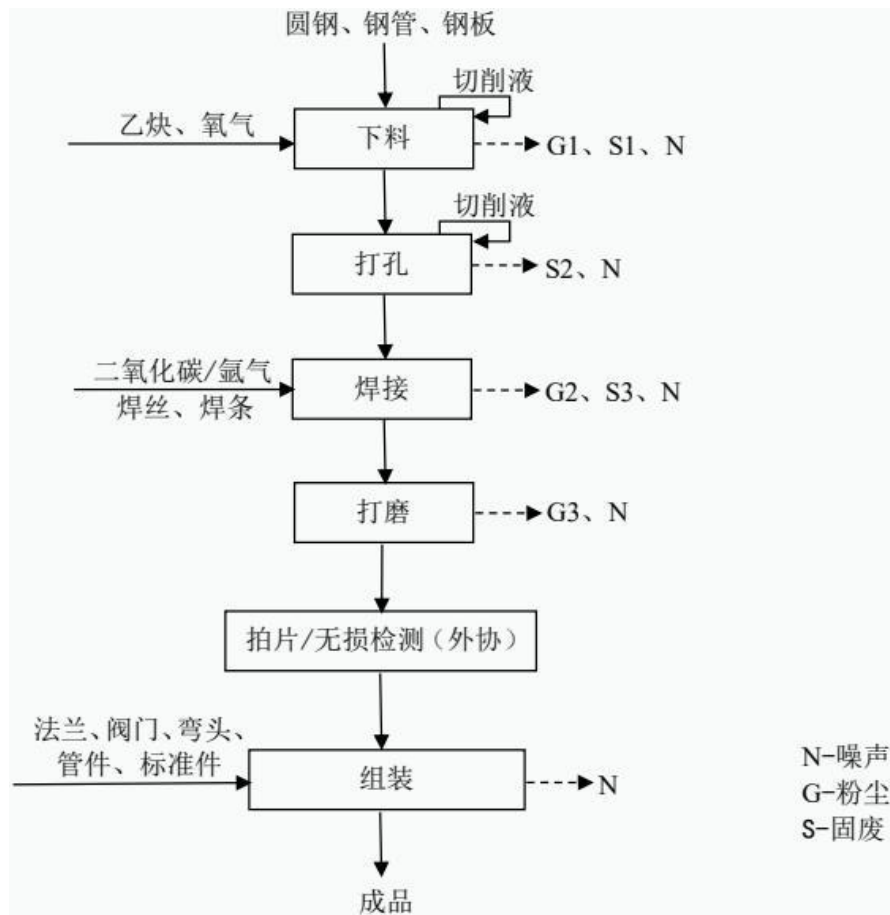 圆钢、钢管、钢板
切削液
乙炔、氧气
下料
G1、S1、N
切削液
打孔
S2、N
二氧化碳/氩气
焊丝、焊条
焊接
G2、S3、N
打磨
G3、N
拍片/无损检测（外协）
法兰、阀门、弯头、
管件、标准件
组装
N
N-噪声
G-粉尘
S-固废
成品